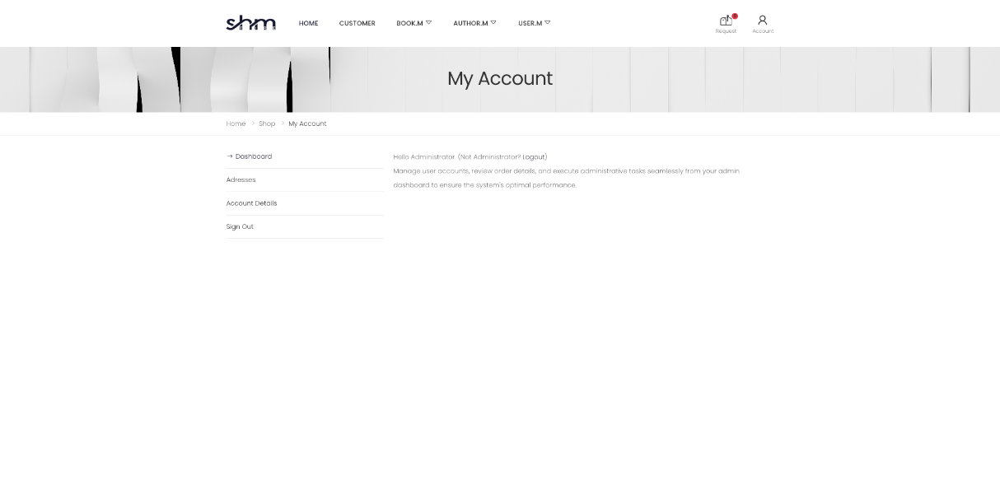 shm
HOME
CUSTOMER
BOOK.M
AUTHOR.M
USER.M
Request
Account
My Account
Home
Shop
My Account
Dashboard
Adresses
Account Details
Sign Out
Hello Administrator. (Not Administrator? Logout)
Manage user accounts, review order details, and execute administrative tasks seamlessly from your admin
dashboard to ensure the system's optimal performance.